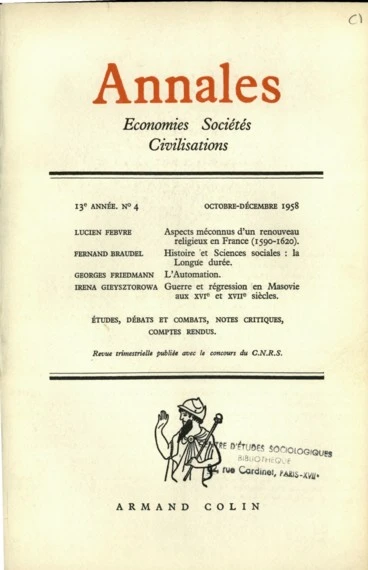 C)
Annales
Economies Sociétés
Civilisations
13e ANNÉE. No 4 OCTOBRE-DÉCEMBRE 1958
LUCIEN FEBVRE Aspects méconnus d'un renouveau
religieux en France (1590-1620).
FERNAND BRAUDEL Histoire et Sciences sociales : la
Longue durée.
GEORGES FRIEDMANN L'Automation.
IRENA GIEYSZTOROWA Guerre et régression en Masovie
aux XVIe et XVIIe siècles.
ÉTUDES, DÉBATS ET COMBATS, NOTES CRITIQUES,
COMPTES RENDUS.
Revue trimestrielle publiée avec le concours du C.N.R.S.
CENTRE D'ÉTUDES SOCIOLOGIQUES
BIBLIOTHEQUE
rue Cardinet, PARIS-XVIIe
ARMAND COLIN